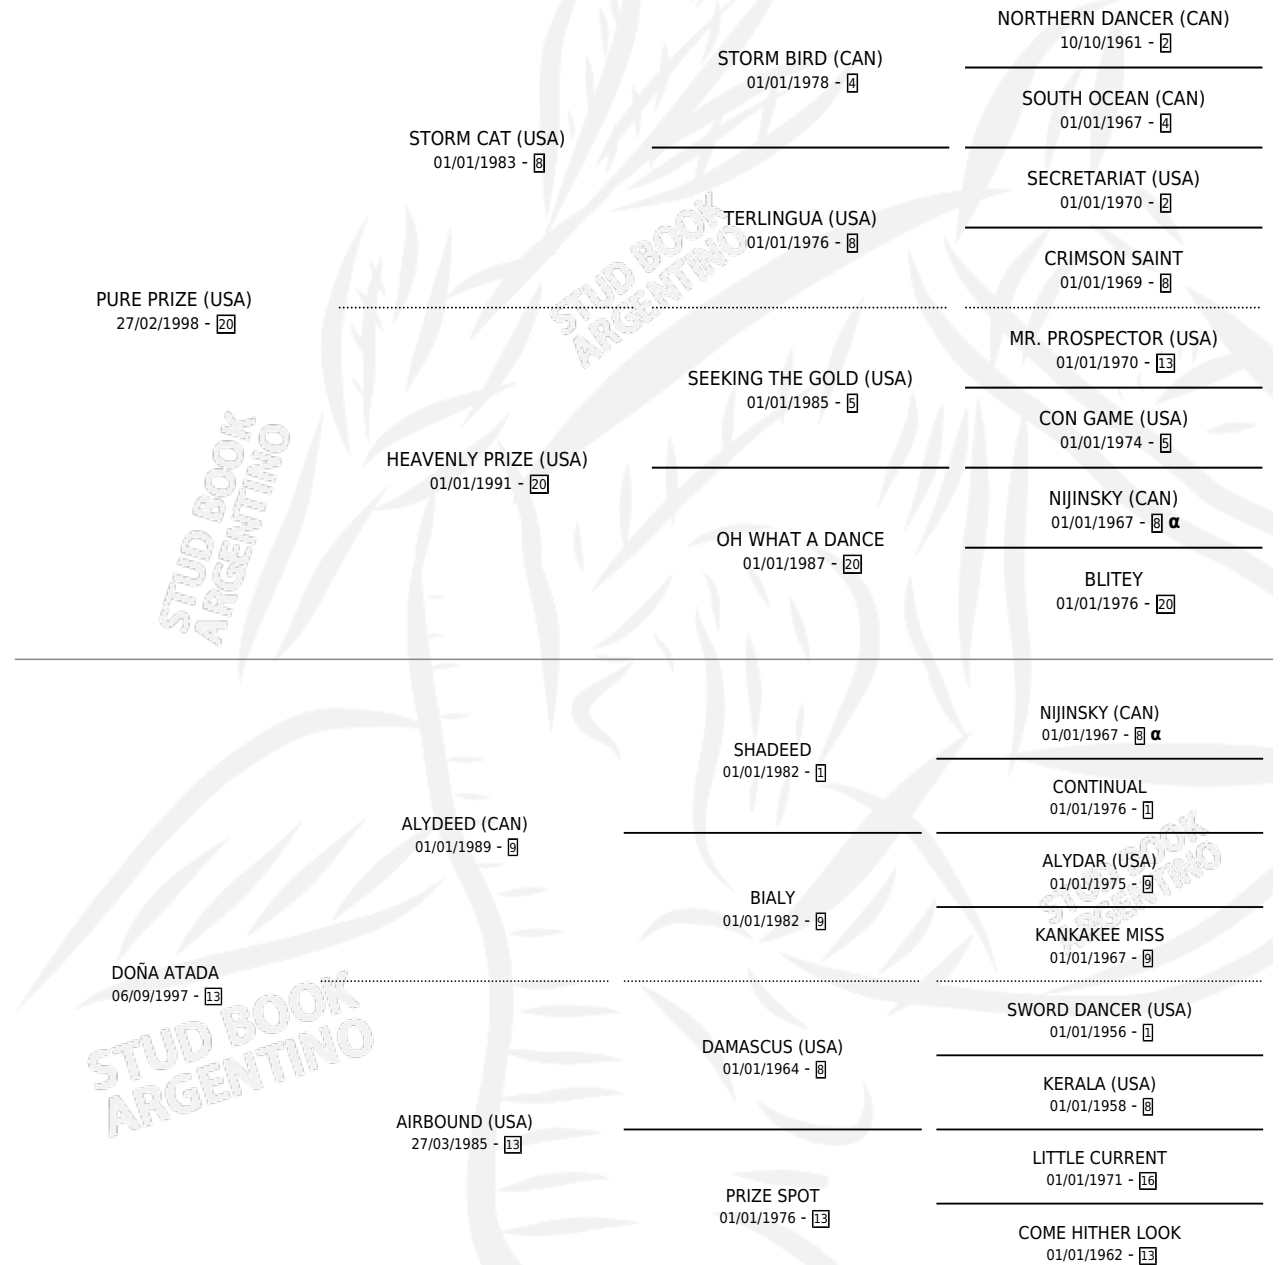 NORTHERN DANCER (CAN)
10/10/1961 - 2
STORM BIRD (CAN)
01/01/1978 - 4
SOUTH OCEAN (CAN)
01/01/1967 - 4
STORM CAT (USA)
01/01/1983 - 8
SECRETARIAT (USA)
01/01/1970 - 2
TERLINGUA (USA)
01/01/1976 - 8
CRIMSON SAINT
01/01/1969 - 8
STUD BOOK
ARGENTINO
PURE PRIZE (USA)
27/02/1998 - 20
MR. PROSPECTOR (USA)
01/01/1970 - 13
SEEKING THE GOLD (USA)
01/01/1985 - 5
CON GAME (USA)
01/01/1974 - 5
HEAVENLY PRIZE (USA)
01/01/1991 - 20
NIJINSKY (CAN)
01/01/1967 - 8 α
OH WHAT A DANCE
01/01/1987 - 20
BLITEY
01/01/1976 - 20
STUD BOOK
ARGENTINO
NIJINSKY (CAN)
01/01/1967 - 8 α
SHADEED
01/01/1982 - 1
CONTINUAL
01/01/1976 - 1
ALYDEED (CAN)
01/01/1989 - 9
ALYDAR (USA)
01/01/1975 - 9
BIALY
01/01/1982 - 9
KANKAKEE MISS
01/01/1967 - 9
STUD BOOK
ARGENTINO
DOÑA ATADA
06/09/1997 - 13
SWORD DANCER (USA)
01/01/1956 - 1
DAMASCUS (USA)
01/01/1964 - 8
KERALA (USA)
01/01/1958 - 8
AIRBOUND (USA)
27/03/1985 - 13
LITTLE CURRENT
01/01/1971 - 16
PRIZE SPOT
01/01/1976 - 13
COME HITHER LOOK
01/01/1962 - 13
STUD BOOK
ARGENTINO